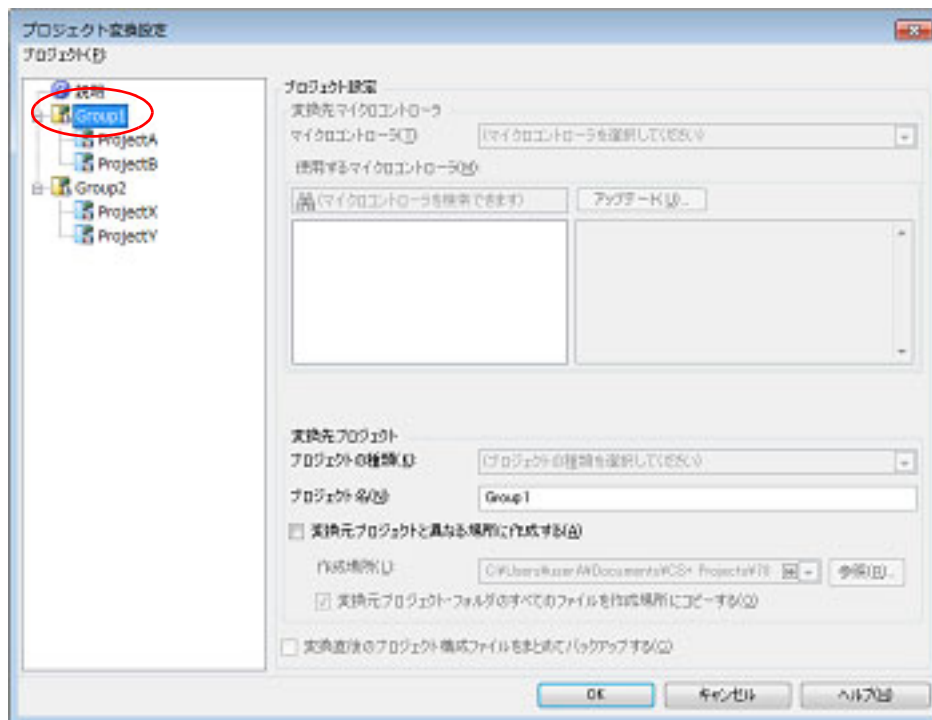 プロジェクト変換設定
プロジェクト(P):
説明
Group1
ProjectA
ProjectB
Group2
ProjectX
ProjectY
プロジェクト設定
変換先マイクロコントローラ
マイクロコントローラ(T)
(マイクロコントローラを選択してください)
使用するマイクロコントローラ(M):
(マイクロコントローラを検索できます)
アップデート(U)...
変換先プロジェクト
プロジェクトの種類(K):
(プロジェクトの種類を選択してください)
プロジェクト名(N):
Group1
変換元プロジェクトと異なる場所に作成する(A)
作成場所(L):
C:¥Users¥userA¥Documents¥CS+ Projects¥
参照(R)...
変換元プロジェクト・フォルダのすべてのファイルを作成場所にコピーする(O)
変換直後のプロジェクト構成ファイルをまとめてバックアップする(C)
OK
キャンセル
ヘルプ(H)